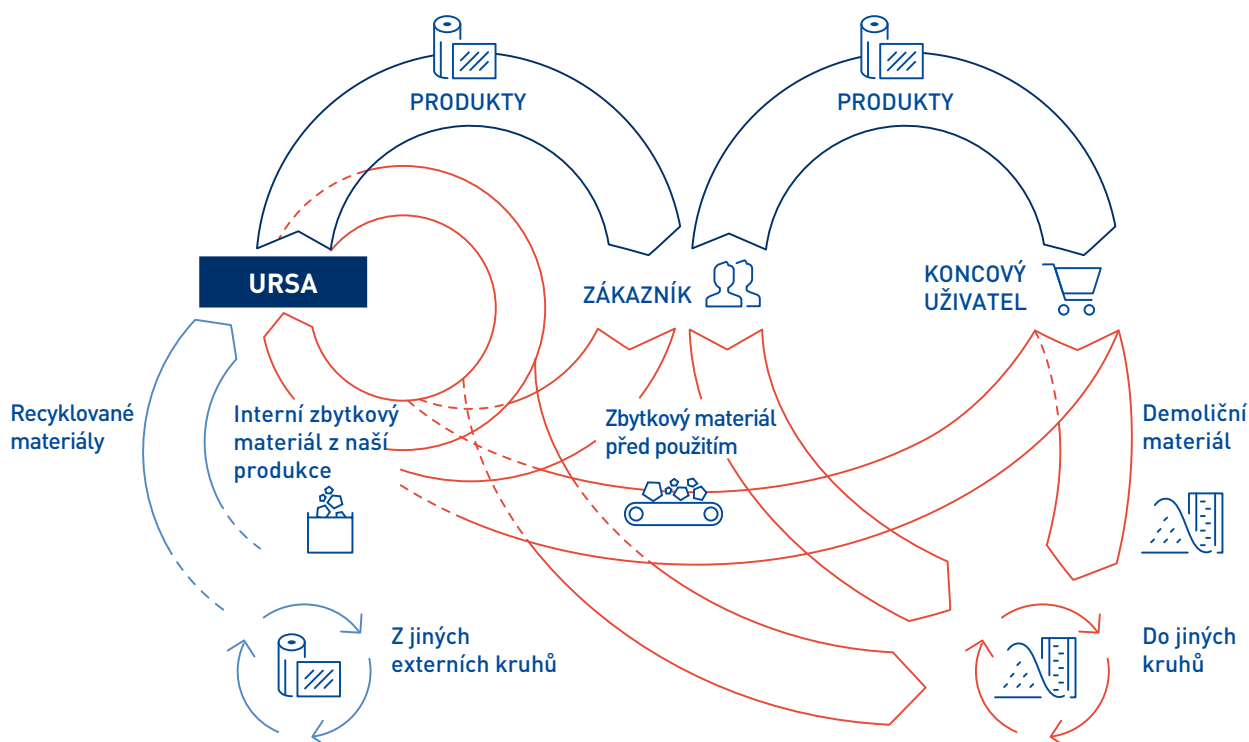 PRODUKTY
PRODUKTY
URSA
ZÁKAZNÍK
KONCOVÝ
UŽIVATEL
Recyklované
materiály
Interní zbytkový
materiál z naší
produkce
Zbytkový materiál
před použitím
Demoliční
materiál
Z jiných
externích kruhů
Do jiných
kruhů